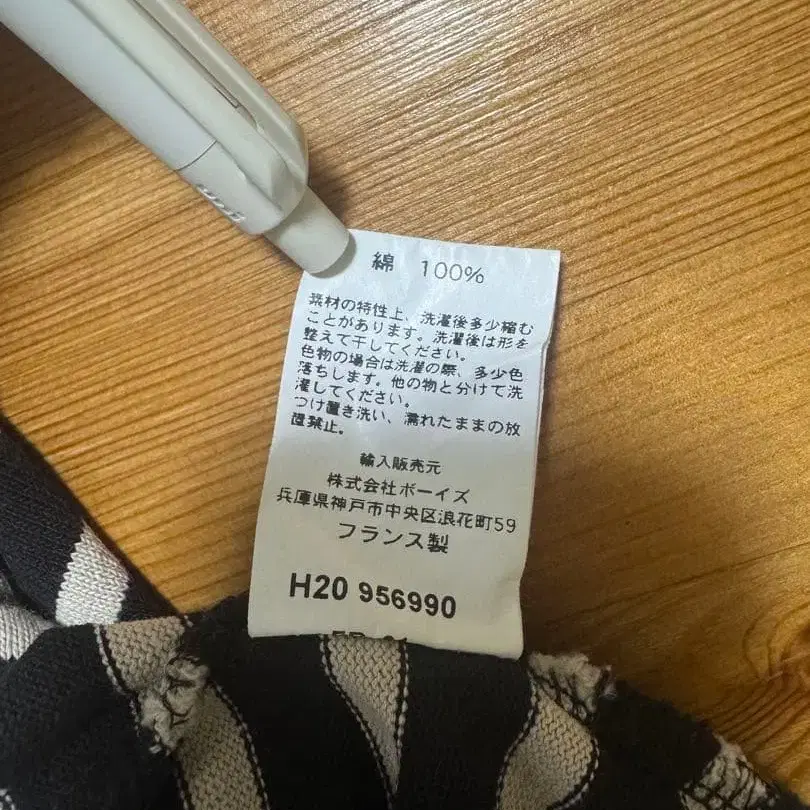 uni
綿 100%
素材の特性上、洗濯後多少縮む
ことがあります。洗濯後は形を
整えて干してください。
色物の場合は洗濯の際、多少色
落ちします。他の物と分けて洗
濯してください。
つけ置き洗い、濡れたままの放
置禁止。
輸入販売元
株式会社ボーイズ
兵庫県神戸市中央区浪花町59
フランス製
H20 956990